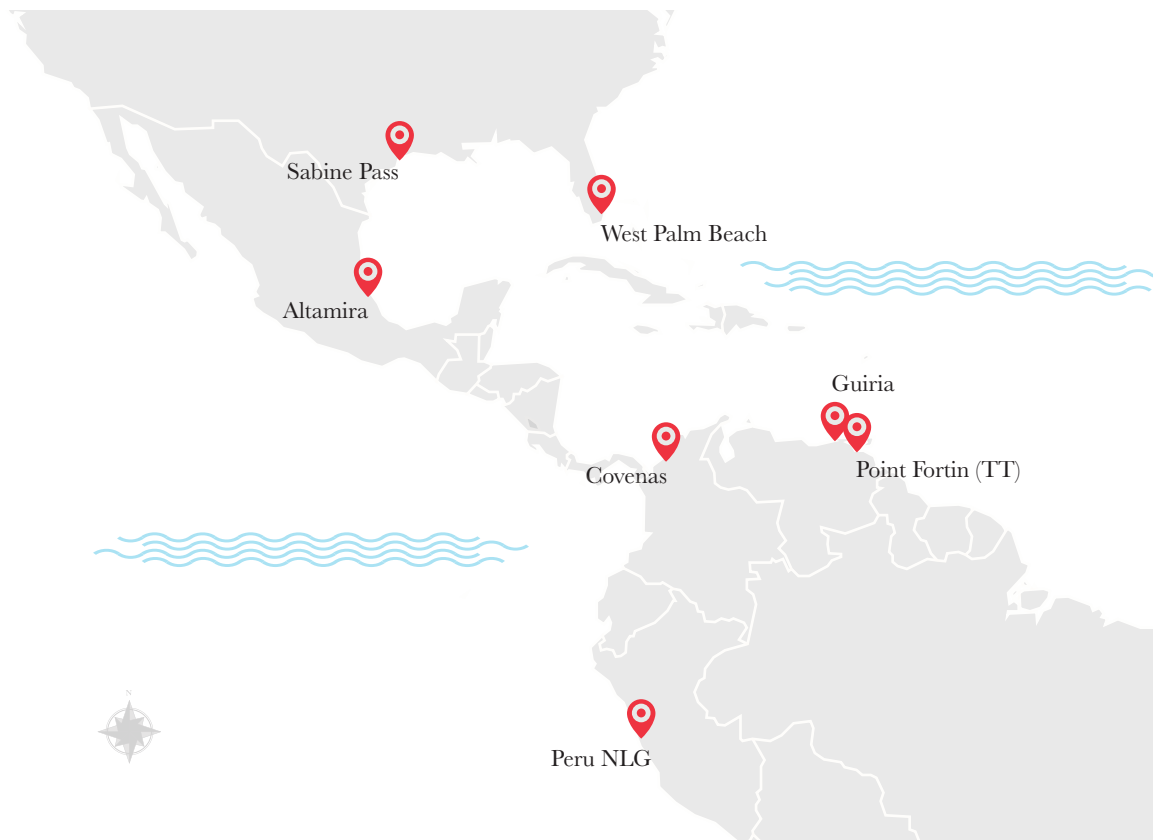 Sabine Pass
West Palm Beach
Altamira
Guiria
Covenas
Point Fortin (TT)
N
Peru NLG